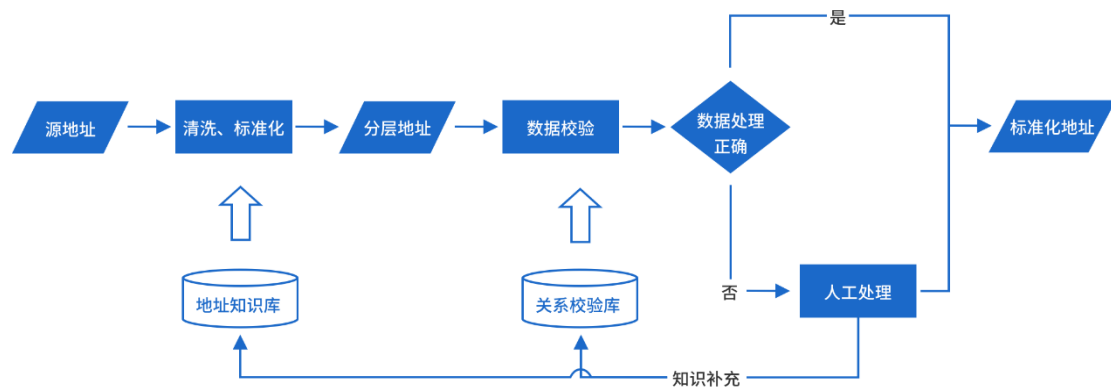 是
源地址
清洗、标准化
分层地址
数据校验
数据处理
正确
标准化地址
地址知识库
关系校验库
否
人工处理
知识补充